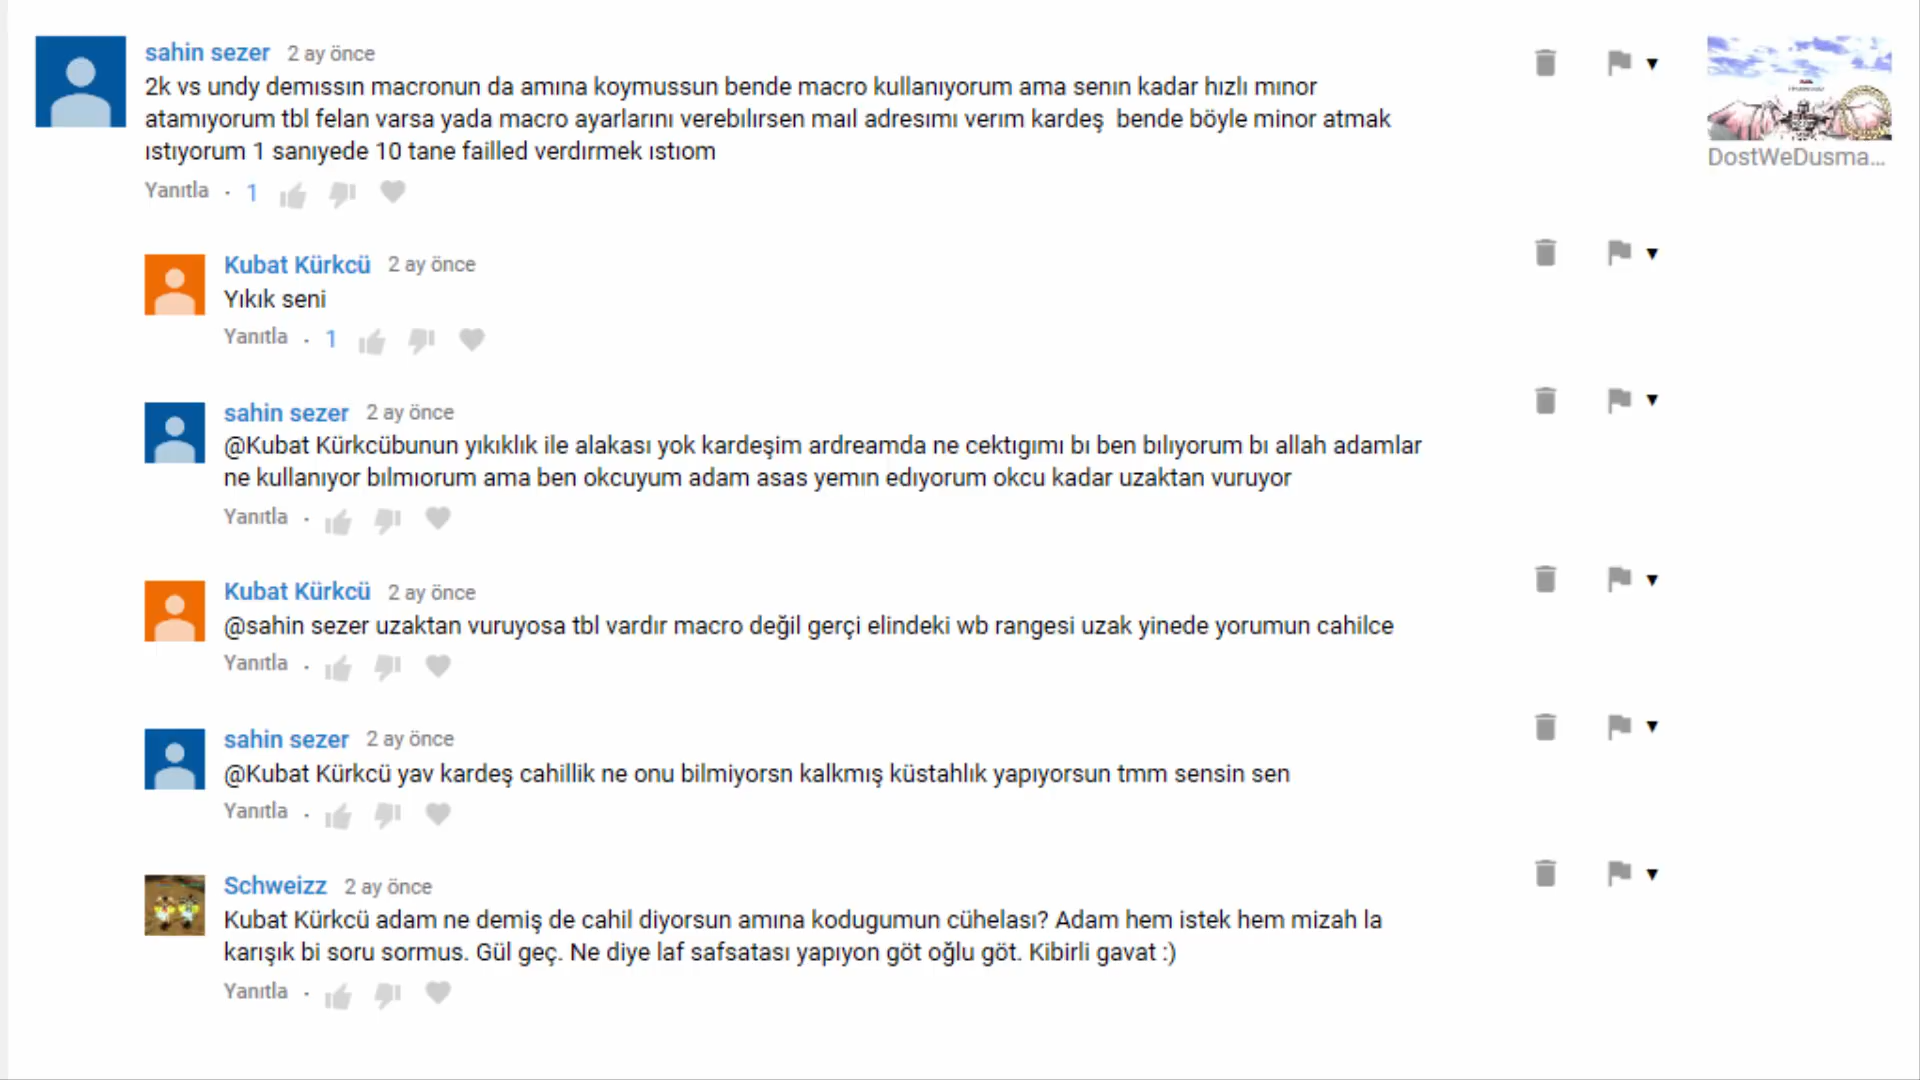 sahin sezer 2 ay önce
2k vs undy demıssın macronun da amına koymussun bende macro kullanıyorum ama senın kadar hızlı mınor
atamıyorum tbl felan varsa yada macro ayarlarını verebılırsen maıl adresımı verım kardeş bende böyle minor atmak
ıstıyorum 1 sanıyede 10 tane failled verdırmek ıstıom
Yanıtla · 1
DostWeDusma...
Kubat Kürkcü 2 ay önce
Yıkık seni
Yanıtla · 1
sahin sezer 2 ay önce
@Kubat Kürkcübunun yıkıklık ile alakası yok kardeşim ardreamda ne cektıgımı bı ben bılıyorum bı allah adamlar
ne kullanıyor bılmıorum ama ben okcuyum adam asas yemın edıyorum okcu kadar uzaktan vuruyor
Yanıtla ·
Kubat Kürkcü 2 ay önce
@sahin sezer uzaktan vuruyosa tbl vardır macro değil gerçi elindeki wb rangesi uzak yinede yorumun cahilce
Yanıtla ·
sahin sezer 2 ay önce
@Kubat Kürkcü yav kardeş cahillik ne onu bilmiyorsn kalkmış küstahlık yapıyorsun tmm sensin sen
Yanıtla ·
Schweizz 2 ay önce
Kubat Kürkcü adam ne demiş de cahil diyorsun amına kodugumun cühelası? Adam hem istek hem mizah la
karışık bi soru sormus. Gül geç. Ne diye laf safsatası yapıyon göt oğlu göt. Kibirli gavat :)
Yanıtla ·